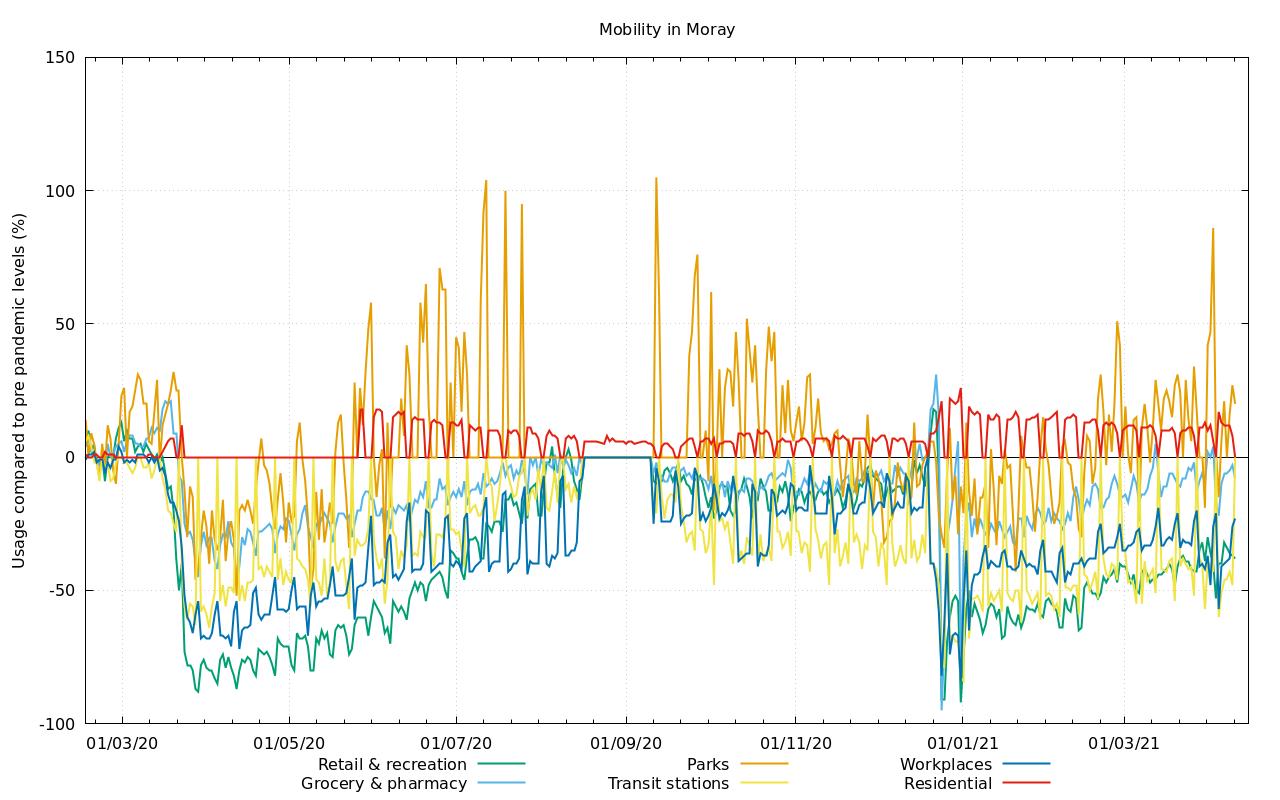 Mobility in Moray
Usage compared to pre pandemic levels (%)
150
100
50
0
-50
-100
01/03/20 01/05/20 01/07/20 01/09/20 01/11/20 01/01/21 01/03/21
Retail & recreation Parks Workplaces
Grocery & pharmacy Transit stations Residential